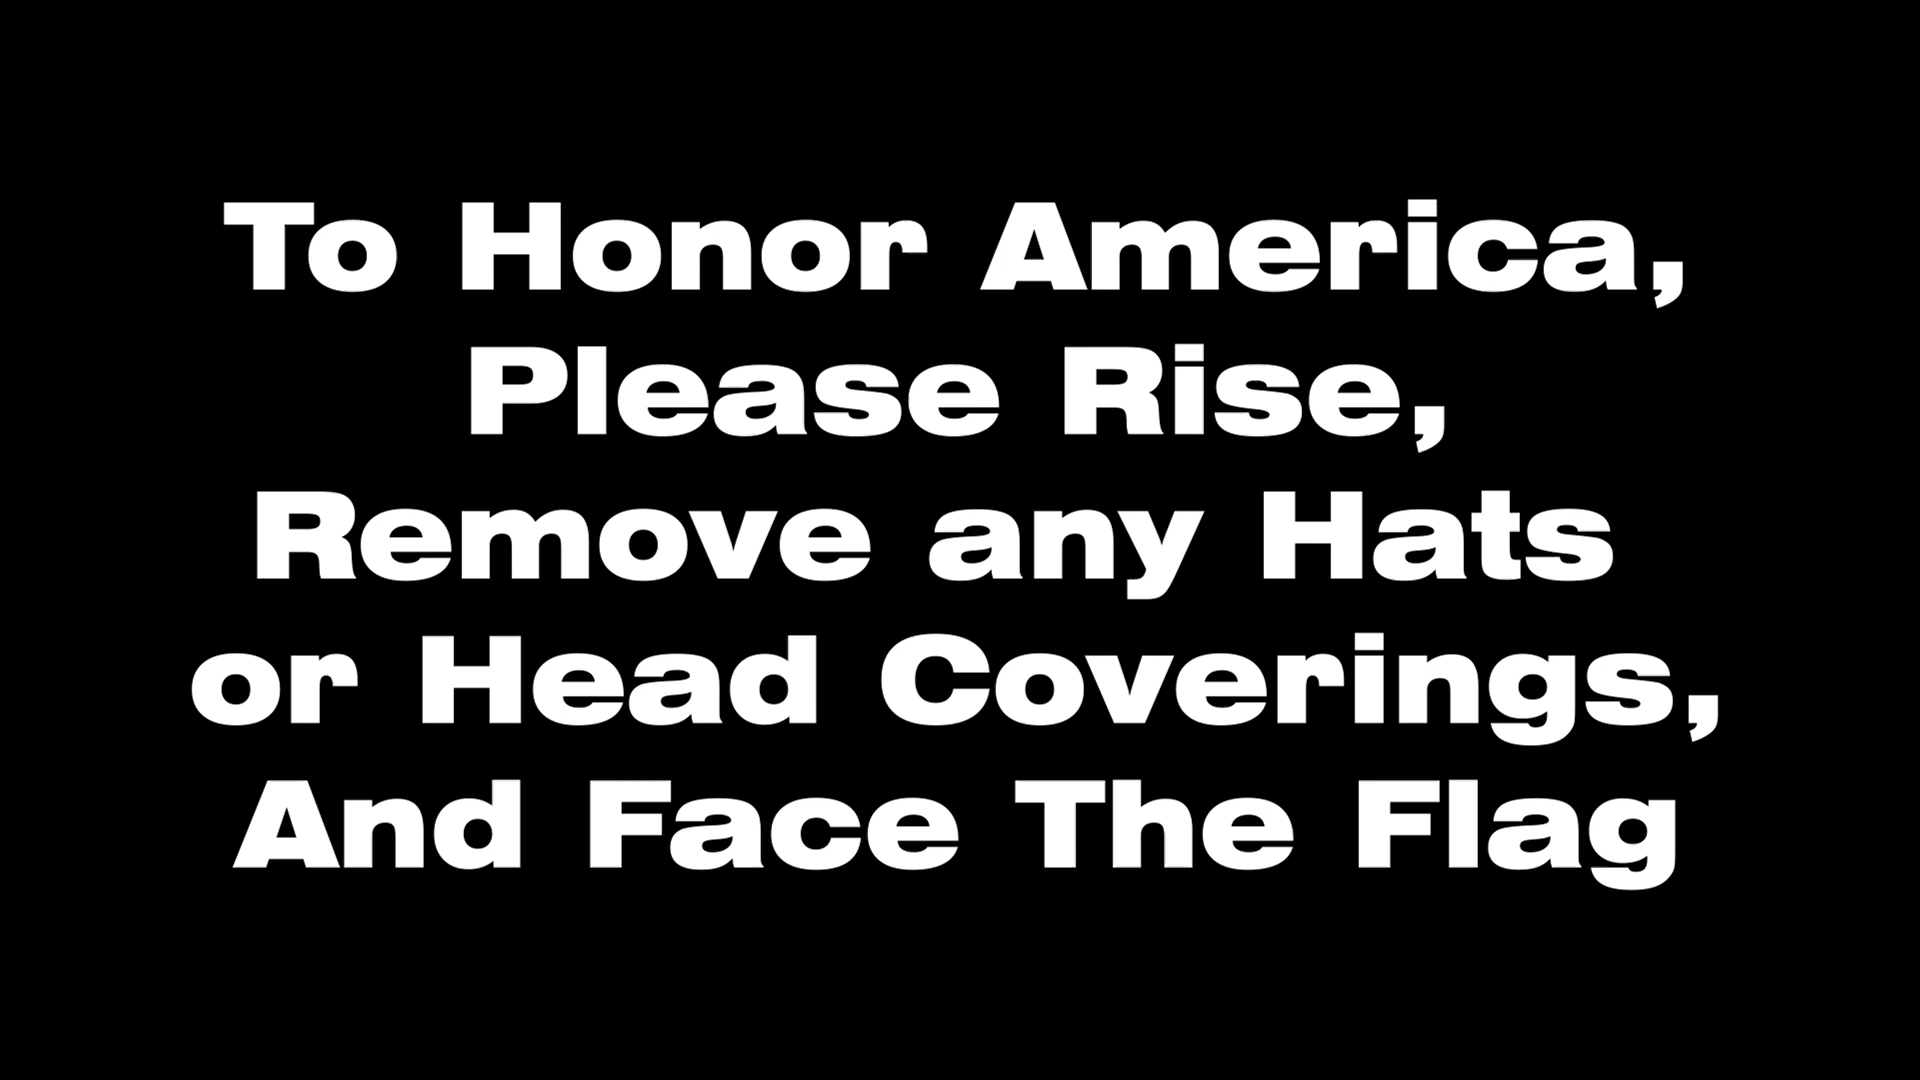 To Honor America,
Please Rise,
Remove any Hats
or Head Coverings,
And Face The Flag